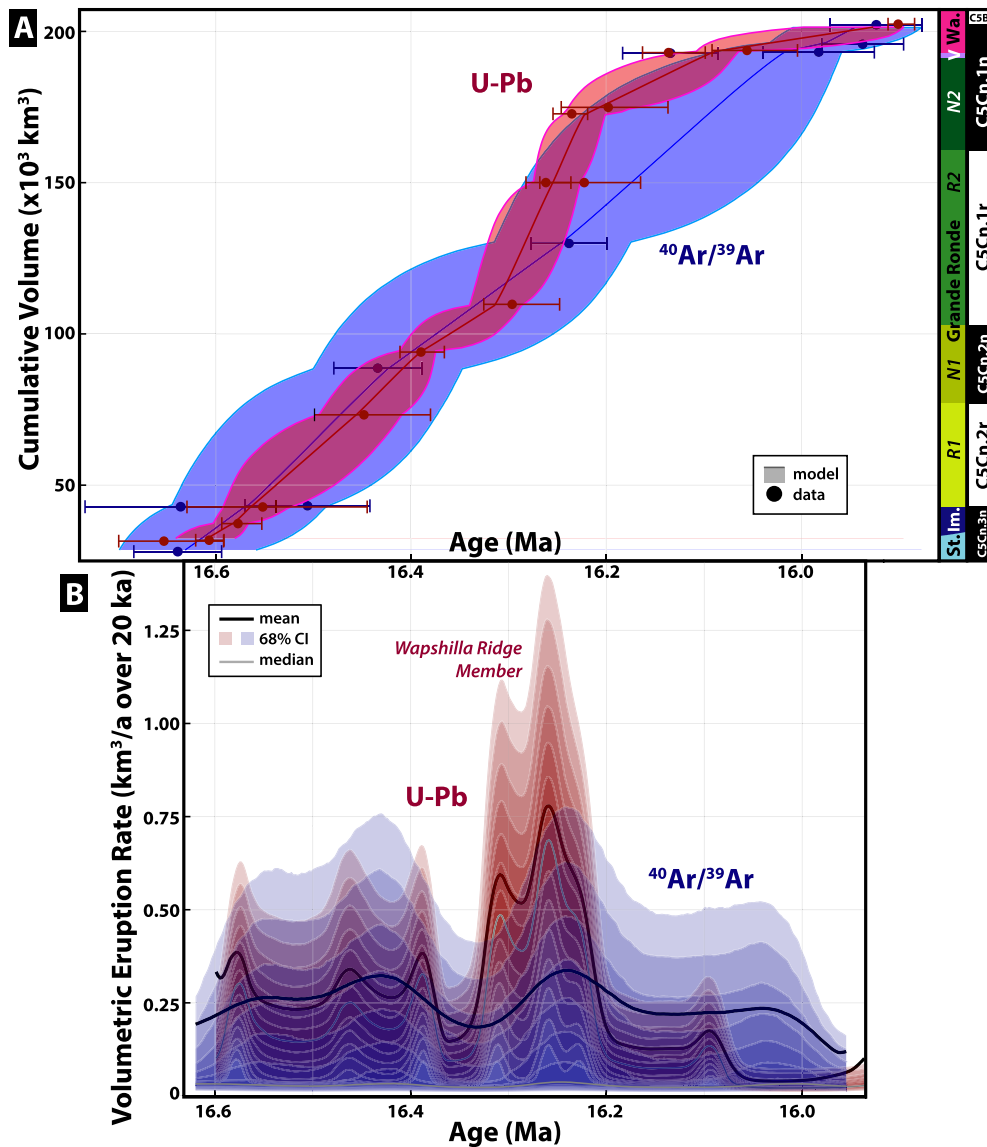 A
Cumulative Volume (x10³ km³)
200
150
100
50
U-Pb
⁴⁰Ar/³⁹Ar
model
data
16.6
16.4
16.2
16.0
Age (Ma)
St.
Im.
R1
N1
Grande Ronde
R2
N2
Wa.
C5Cn.3n
C5Cn.2r
C5Cn.2n
C5Cn.1r
C5Cn.1n
C5B
B
Volumetric Eruption Rate (km³/a over 20 ka)
1.25
1.00
0.75
0.50
0.25
0
mean
68% CI
median
Wapshilla Ridge
Member
U-Pb
⁴⁰Ar/³⁹Ar
16.6
16.4
16.2
16.0
Age (Ma)